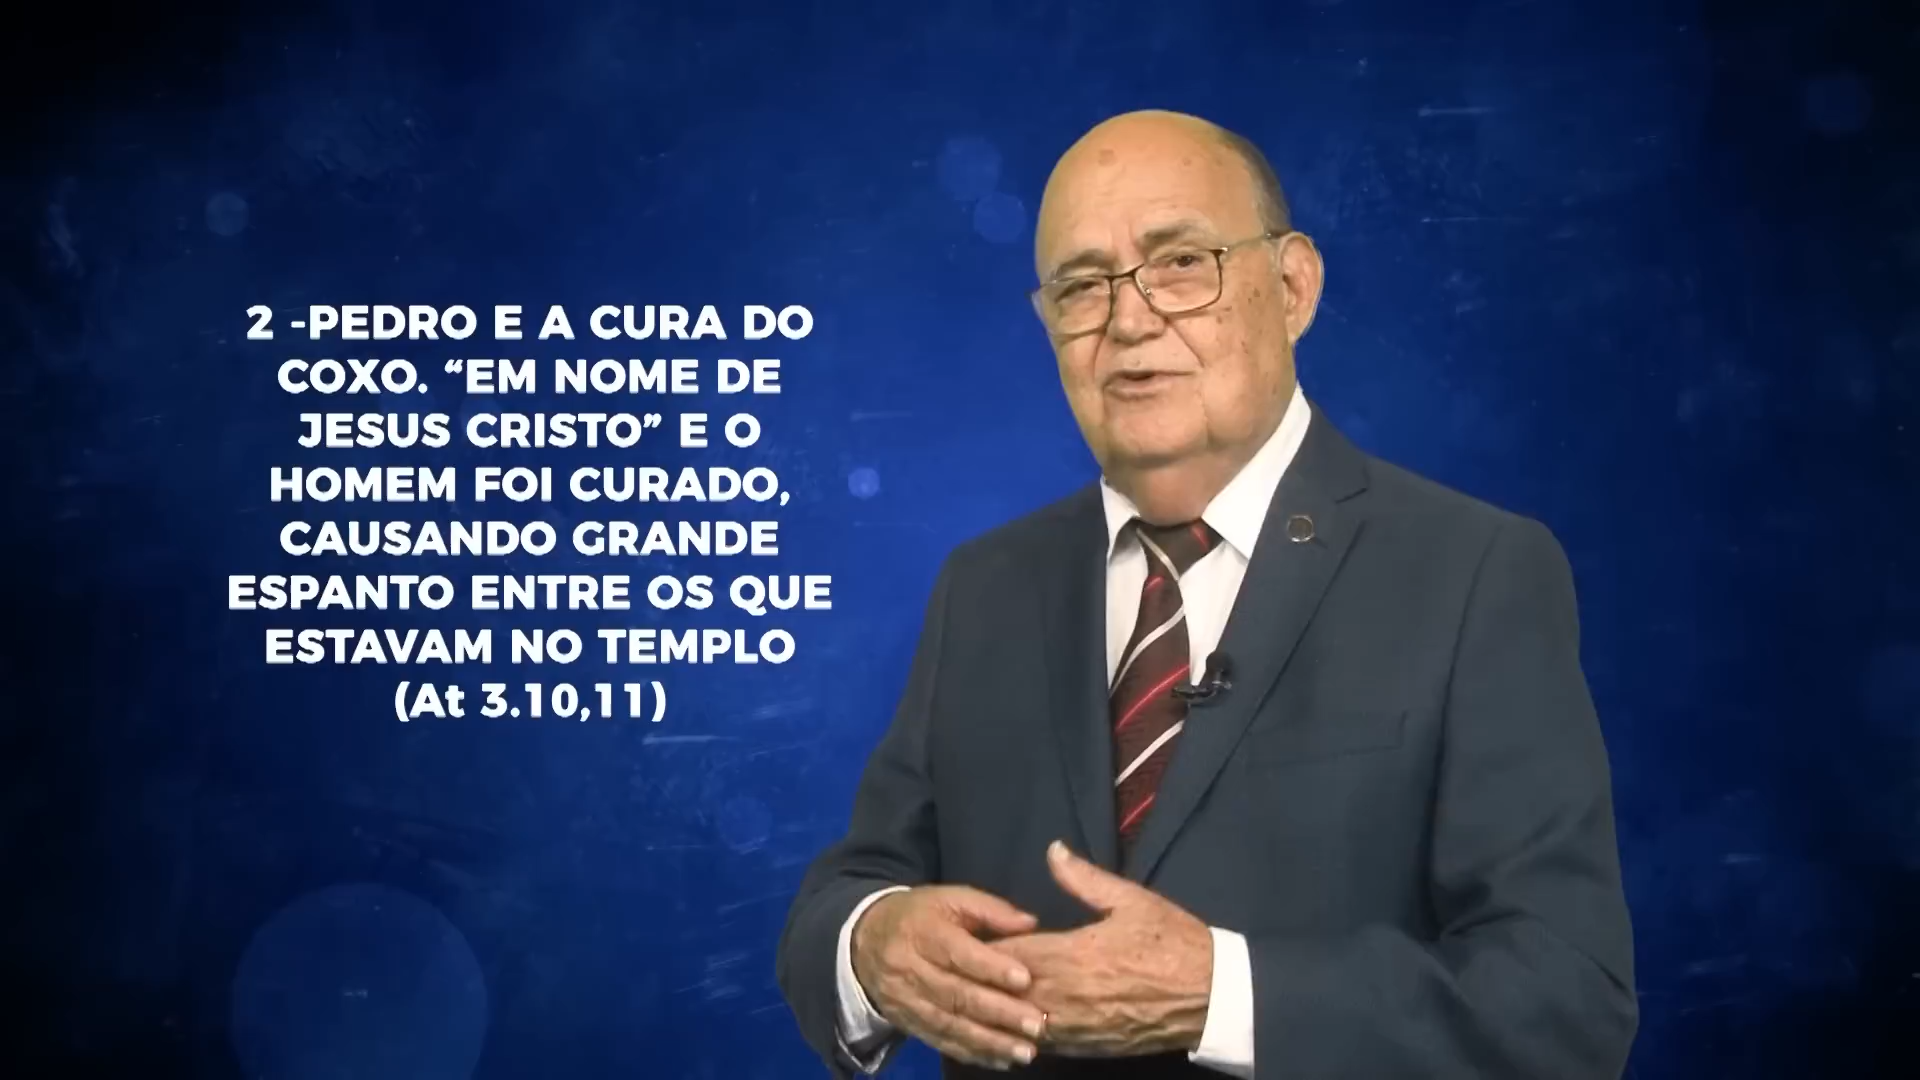 2 -PEDRO E A CURA DO
COXO. “EM NOME DE
JESUS CRISTO” E O
HOMEM FOI CURADO,
CAUSANDO GRANDE
ESPANTO ENTRE OS QUE
ESTAVAM NO TEMPLO
(At 3.10,11)